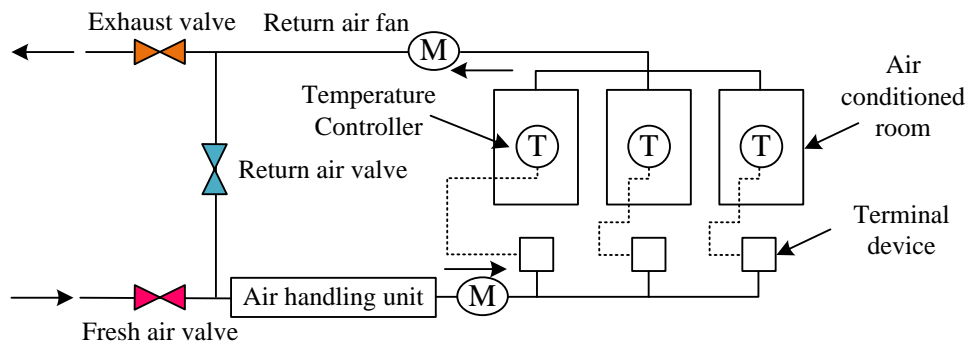 Exhaust valve
Return air fan
M
Air
conditioned
room
Temperature
Controller
T
T
T
Return air valve
Terminal
device
Air handling unit
M
Fresh air valve